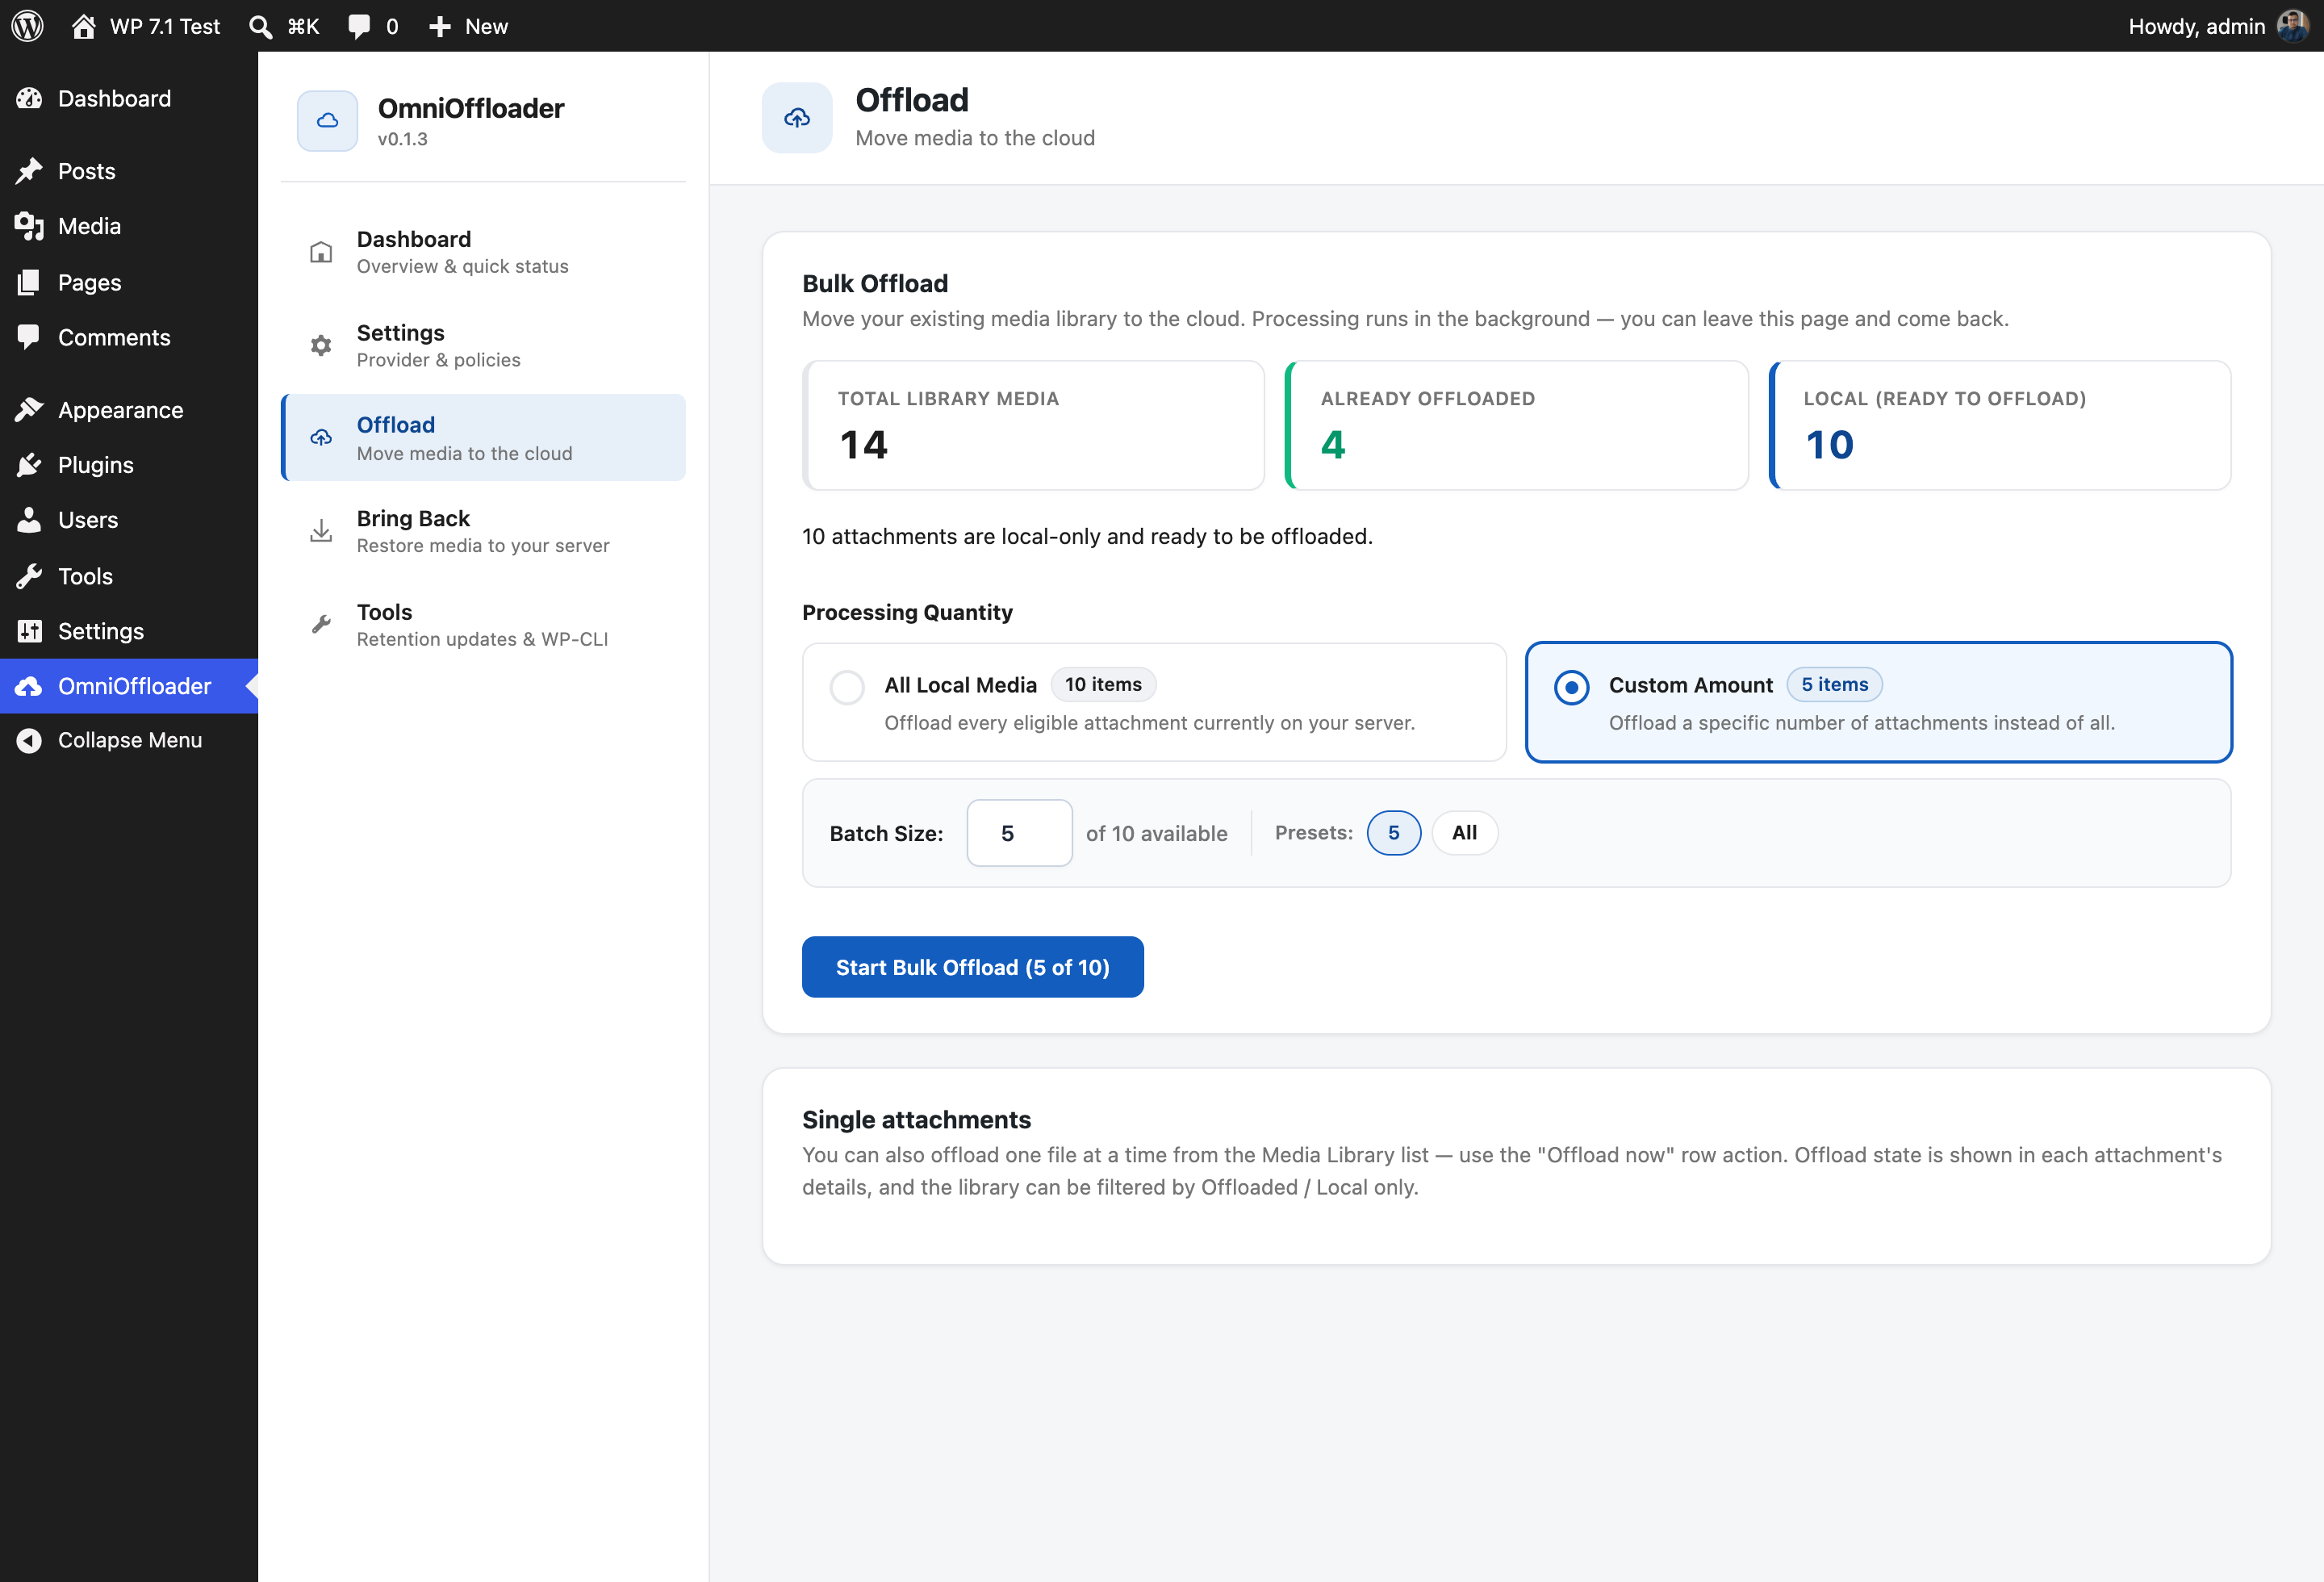 WP 7.1 Test ⌘K 0 New Howdy, admin
Dashboard
Posts
Media
Pages
Comments
Appearance
Plugins
Users
Tools
Settings
OmniOffloader
Collapse Menu
OmniOffloader
v0.1.3
Dashboard
Overview & quick status
Settings
Provider & policies
Offload
Move media to the cloud
Bring Back
Restore media to your server
Tools
Retention updates & WP-CLI
Offload
Move media to the cloud
Bulk Offload
Move your existing media library to the cloud. Processing runs in the background — you can leave this page and come back.
TOTAL LIBRARY MEDIA
14
ALREADY OFFLOADED
4
LOCAL (READY TO OFFLOAD)
10
10 attachments are local-only and ready to be offloaded.
Processing Quantity
All Local Media 10 items
Offload every eligible attachment currently on your server.
Custom Amount 5 items
Offload a specific number of attachments instead of all.
Batch Size: 5 of 10 available Presets: 5 All
Start Bulk Offload (5 of 10)
Single attachments
You can also offload one file at a time from the Media Library list — use the "Offload now" row action. Offload state is shown in each attachment's
details, and the library can be filtered by Offloaded / Local only.